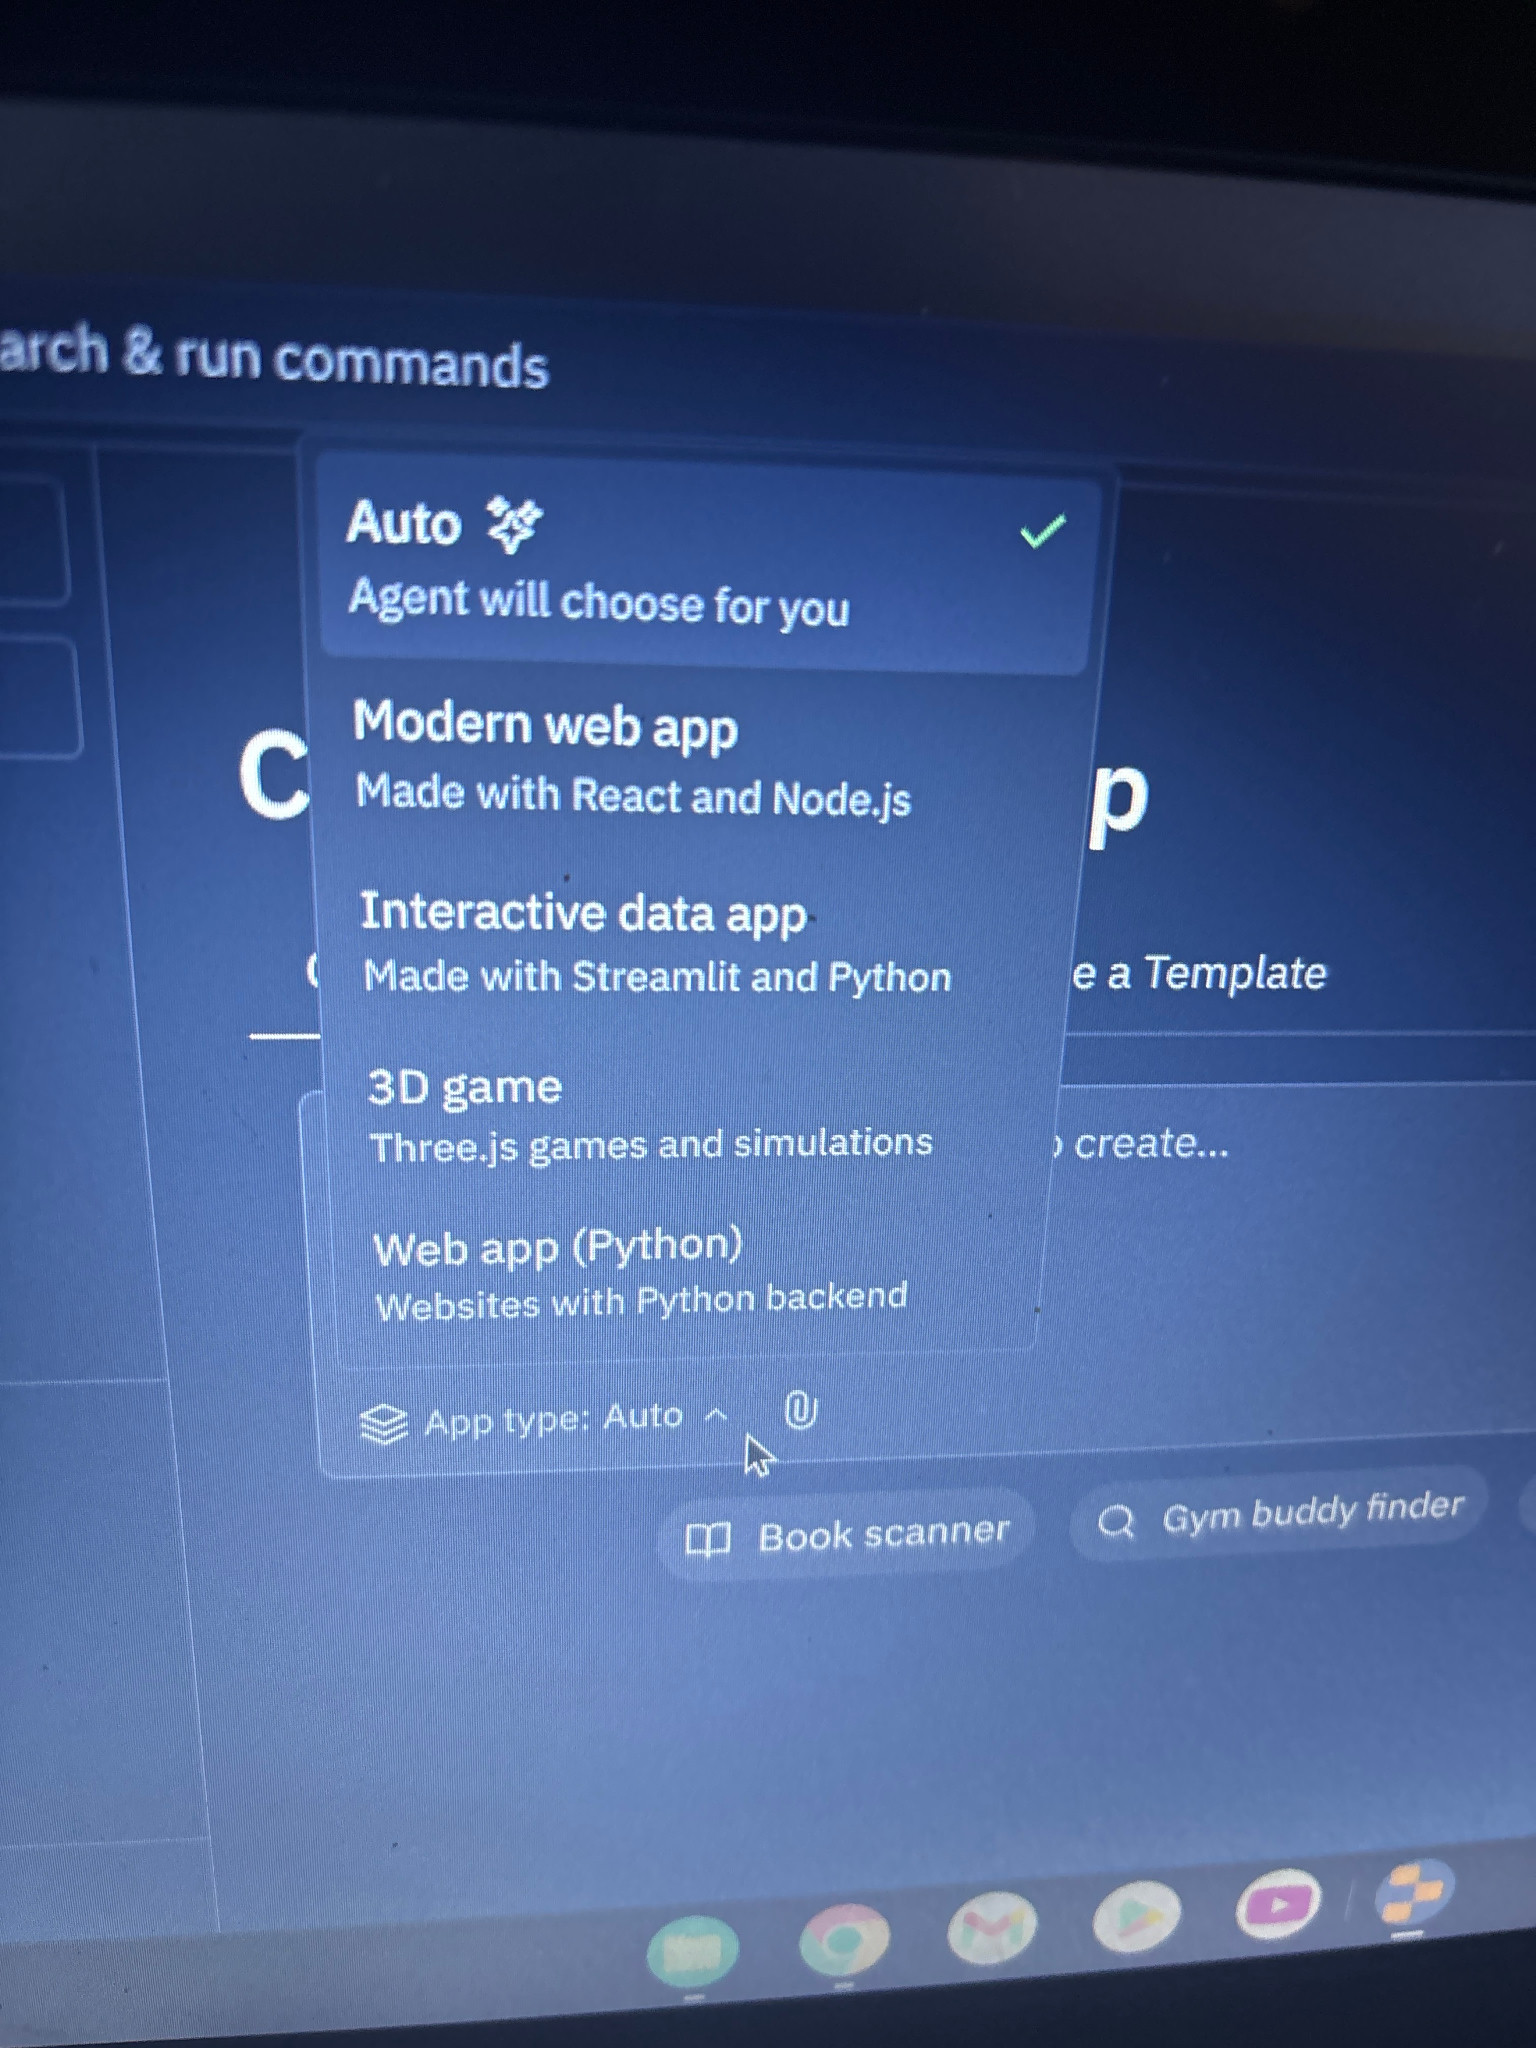 arch & run commands
Auto
Agent will choose for you
Modern web app
Made with React and Node.js
C
p
Interactive data app
Made with Streamlit and Python
e a Template
3D game
Three.js games and simulations
create...
Web app (Python)
Websites with Python backend
App type: Auto
Book scanner
Gym buddy finder